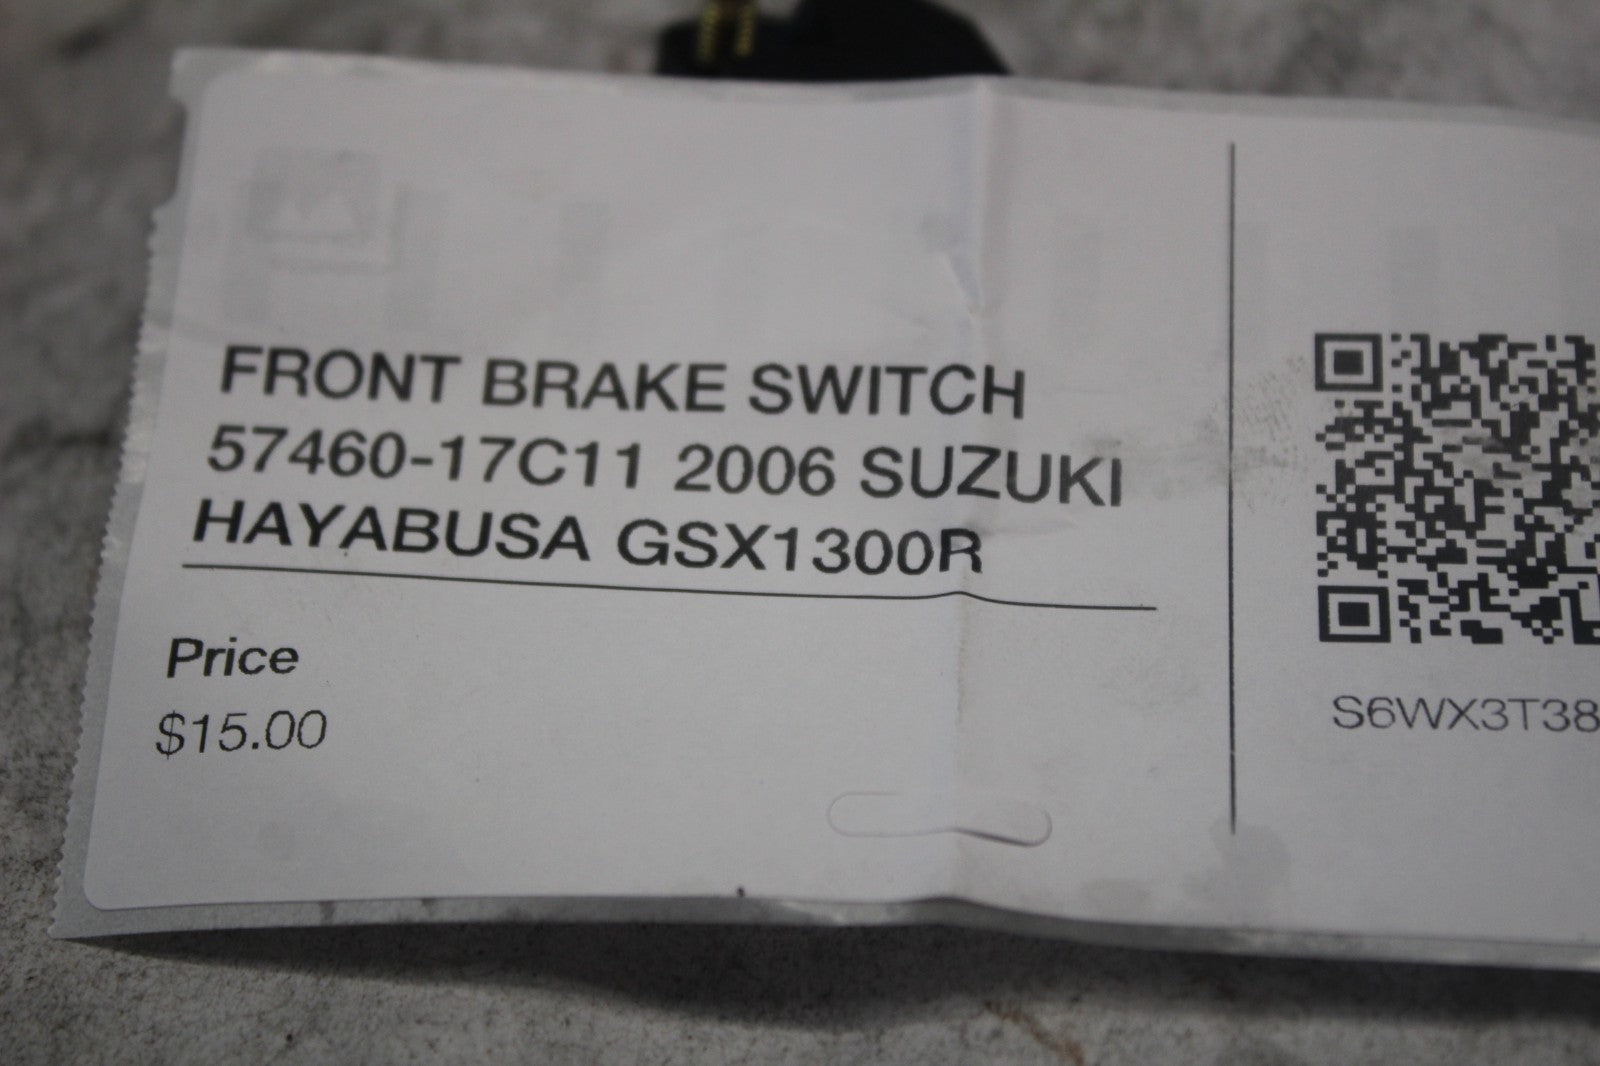 FRONT BRAKE SWITCH
57460-17C11 2006 SUZUKI
HAYABUSA GSX1300R
Price
$15.00
S6WX3T38